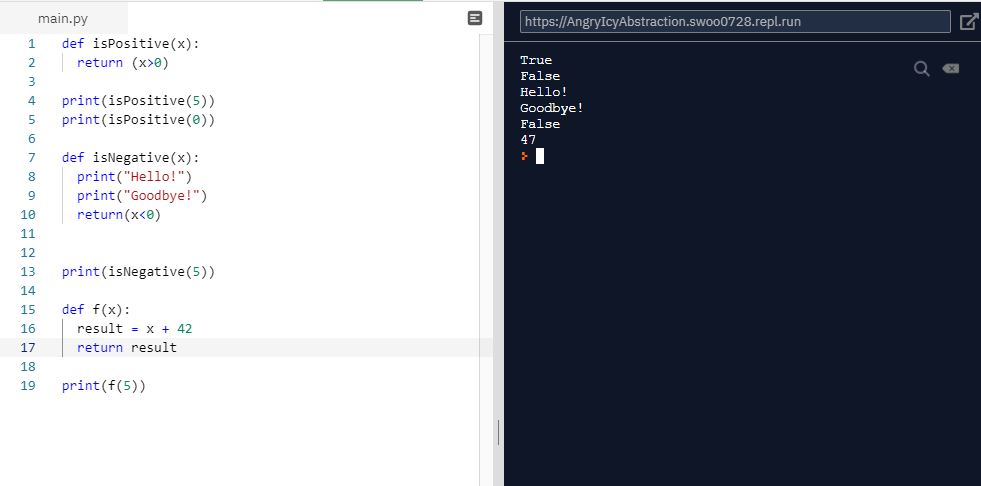 main.py
1 def isPositive(x):
2   return (x>0)
3
4 print(isPositive(5))
5 print(isPositive(0))
6
7 def isNegative(x):
8   print("Hello!")
9   print("Goodbye!")
10   return(x<0)
11
12
13 print(isNegative(5))
14
15 def f(x):
16   result = x + 42
17   return result
18
19 print(f(5))
https://AngryIcyAbstraction.swoo0728.repl.run
True
False
Hello!
Goodbye!
False
47